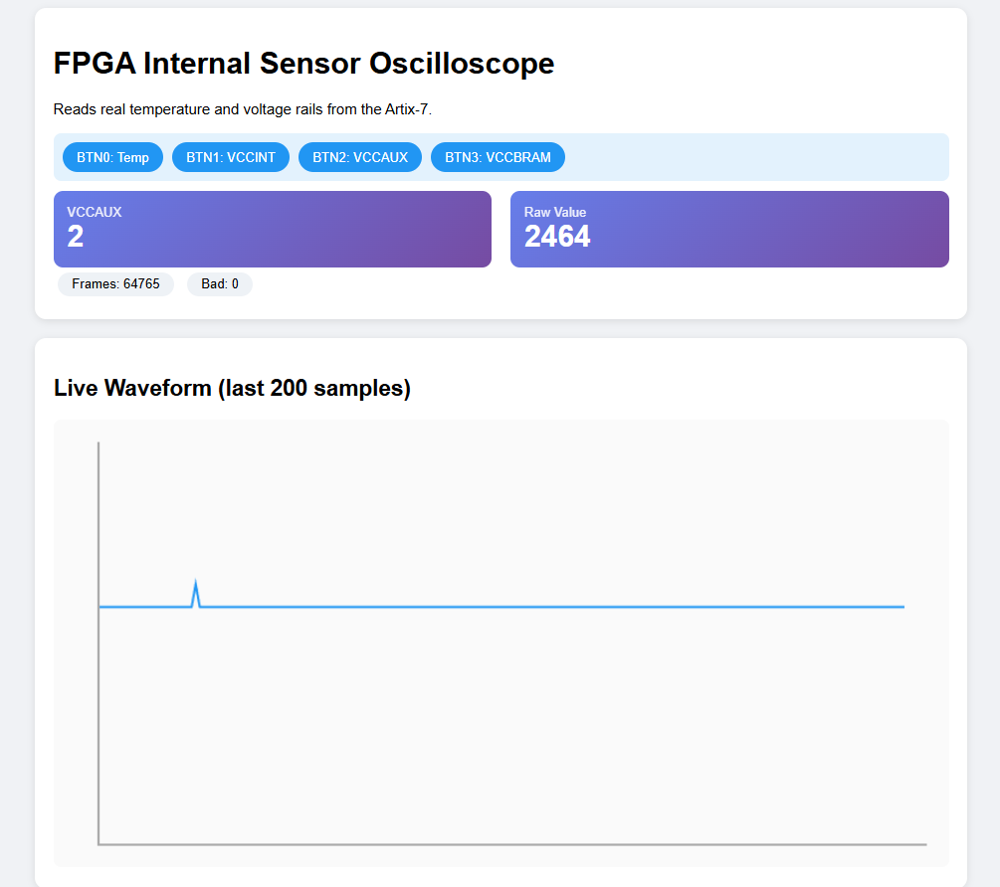 FPGA Internal Sensor Oscilloscope
Reads real temperature and voltage rails from the Artix-7.
BTN0: Temp BTN1: VCCINT BTN2: VCCAUX BTN3: VCCBRAM
VCCAUX
2
Raw Value
2464
Frames: 64765 Bad: 0
Live Waveform (last 200 samples)